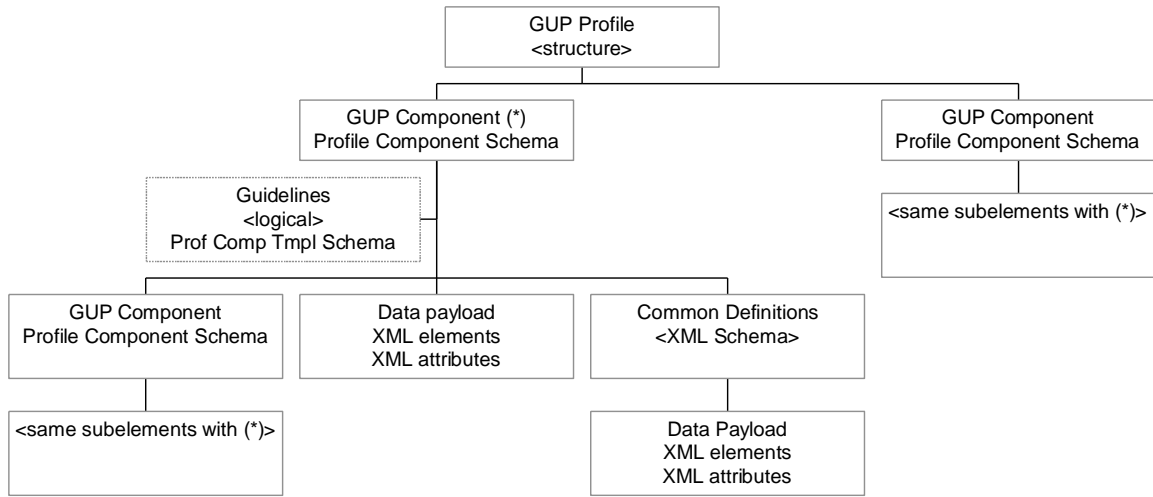 GUP Profile
<structure>
GUP Component (*)
Profile Component Schema
GUP Component
Profile Component Schema
Guidelines
<logical>
Prof Comp Tmpl Schema
<same subelements with (*)>
GUP Component
Profile Component Schema
Data payload
XML elements
XML attributes
Common Definitions
<XML Schema>
<same subelements with (*)>
Data Payload
XML elements
XML attributes